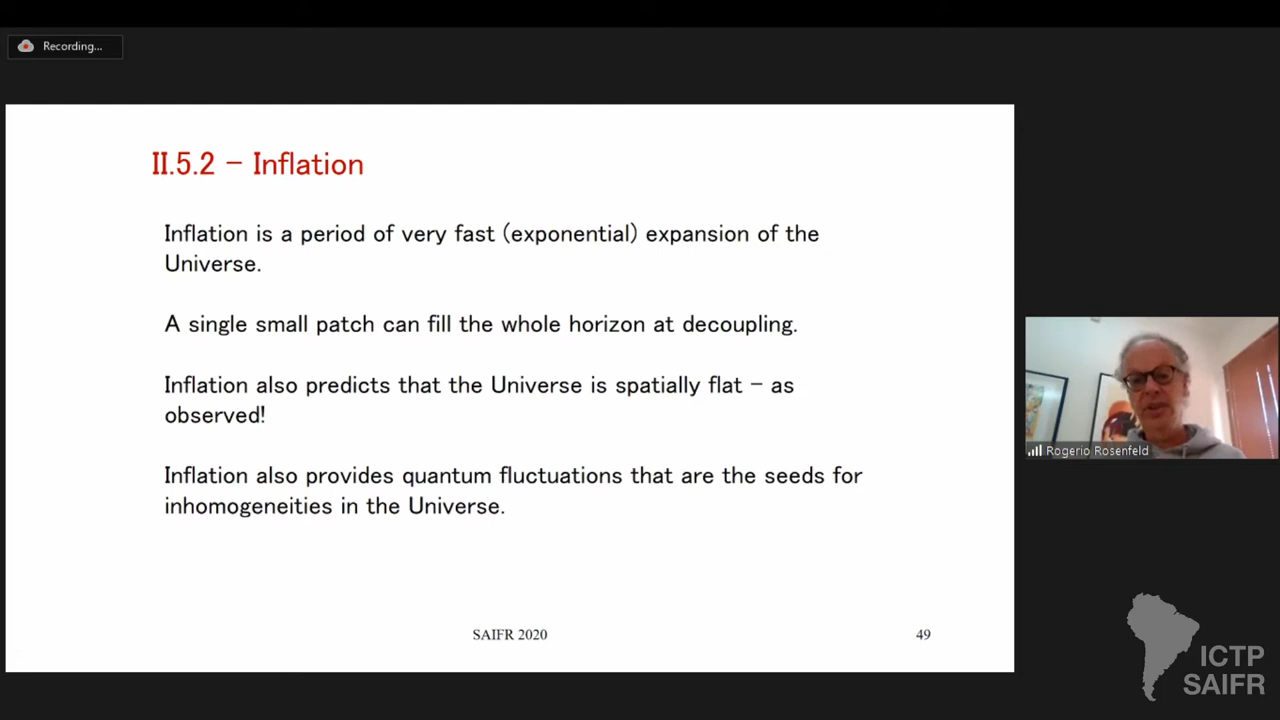 Recording...
II.5.2 – Inflation
Inflation is a period of very fast (exponential) expansion of the
Universe.
A single small patch can fill the whole horizon at decoupling.
Inflation also predicts that the Universe is spatially flat – as
observed!
Inflation also provides quantum fluctuations that are the seeds for
inhomogeneities in the Universe.
SAIFR 2020
49
Rogerio Rosenfeld
ICTP
SAIFR